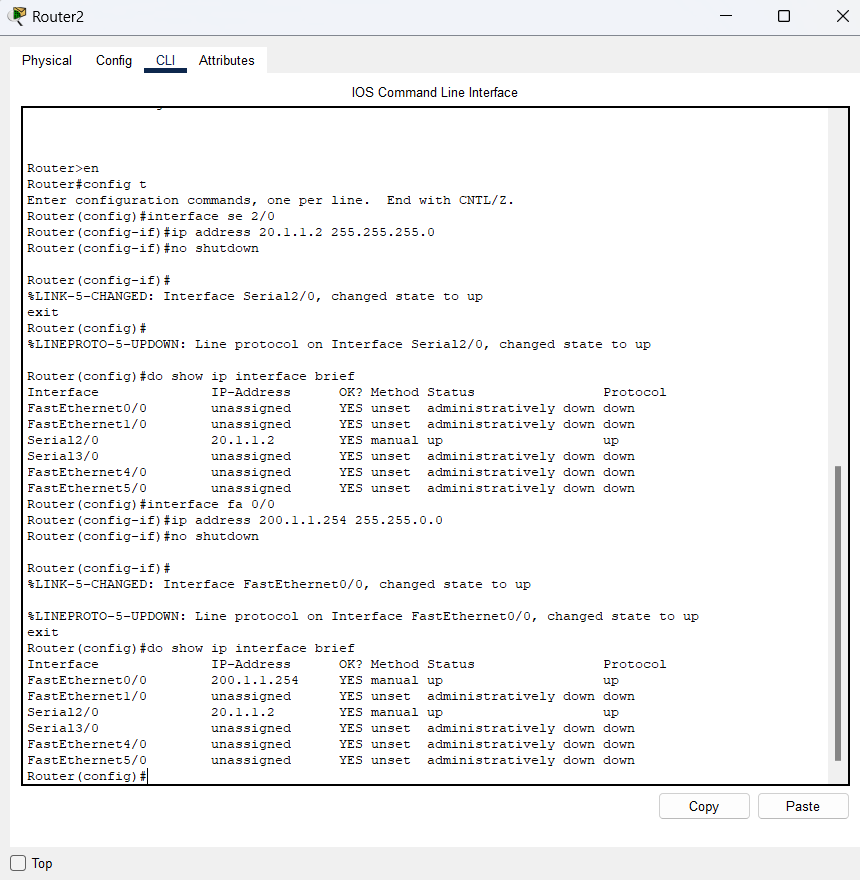 Router2
Physical Config CLI Attributes
IOS Command Line Interface
Router>en
Router#config t
Enter configuration commands, one per line.  End with CNTL/Z.
Router(config)#interface se 2/0
Router(config-if)#ip address 20.1.1.2 255.255.255.0
Router(config-if)#no shutdown
Router(config-if)#
%LINK-5-CHANGED: Interface Serial2/0, changed state to up
exit
Router(config)#
%LINEPROTO-5-UPDOWN: Line protocol on Interface Serial2/0, changed state to up
Router(config)#do show ip interface brief
Interface              IP-Address      OK? Method Status                Protocol
FastEthernet0/0        unassigned      YES unset  administratively down down
FastEthernet1/0        unassigned      YES unset  administratively down down
Serial2/0              20.1.1.2        YES manual up                    up
Serial3/0              unassigned      YES unset  administratively down down
FastEthernet4/0        unassigned      YES unset  administratively down down
FastEthernet5/0        unassigned      YES unset  administratively down down
Router(config)#interface fa 0/0
Router(config-if)#ip address 200.1.1.254 255.255.0.0
Router(config-if)#no shutdown
Router(config-if)#
%LINK-5-CHANGED: Interface FastEthernet0/0, changed state to up
%LINEPROTO-5-UPDOWN: Line protocol on Interface FastEthernet0/0, changed state to up
exit
Router(config)#do show ip interface brief
Interface              IP-Address      OK? Method Status                Protocol
FastEthernet0/0        200.1.1.254     YES manual up                    up
FastEthernet1/0        unassigned      YES unset  administratively down down
Serial2/0              20.1.1.2        YES manual up                    up
Serial3/0              unassigned      YES unset  administratively down down
FastEthernet4/0        unassigned      YES unset  administratively down down
FastEthernet5/0        unassigned      YES unset  administratively down down
Router(config)#
Copy Paste
Top